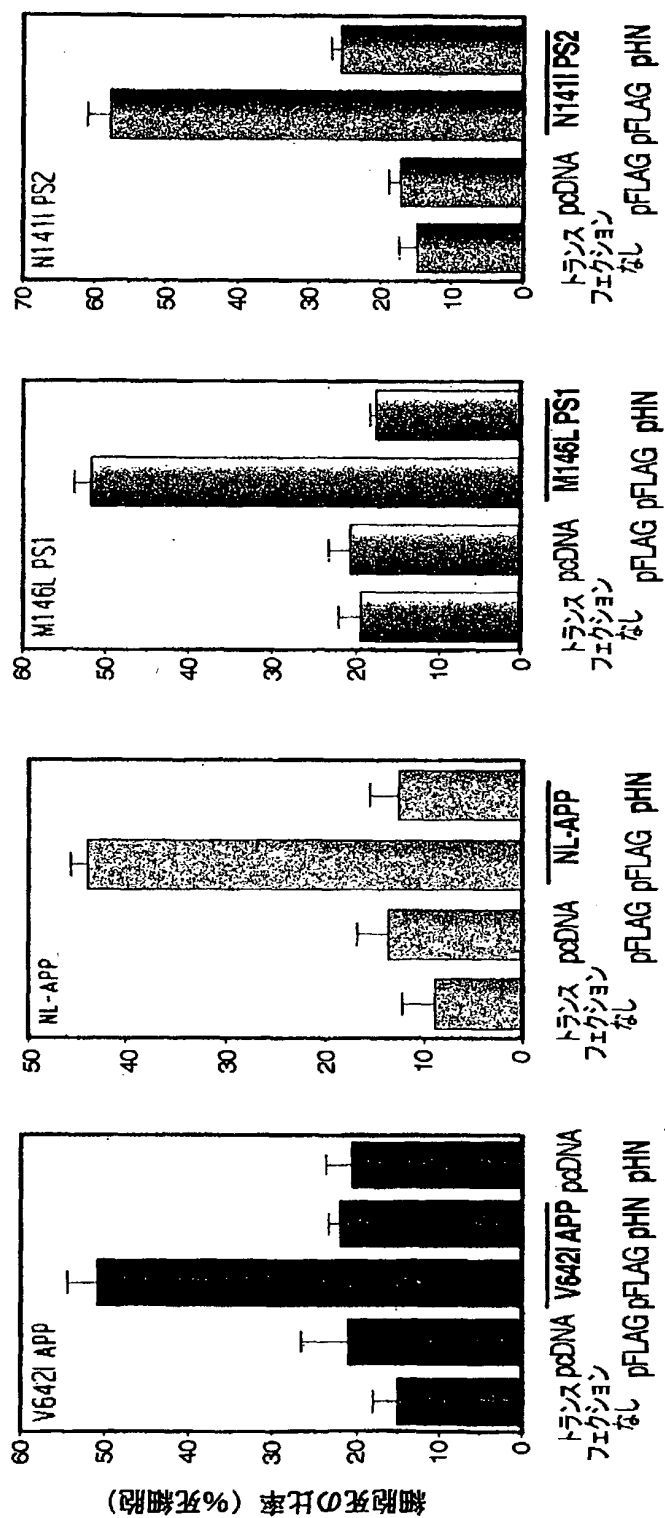 細胞死の比率 (%死細胞)
V642I APP
60
50
40
30
20
10
0
トランス pcDNA V642I APP pcDNA
フェクション
なし pFLAG pFLAG pHN pHN
NL-APP
50
40
30
20
10
0
トランス pcDNA NL-APP
フェクション
なし pFLAG pFLAG pHN
M146L PS1
60
50
40
30
20
10
0
トランス pcDNA M146L PS1
フェクション
なし pFLAG pFLAG pHN
N141I PS2
70
60
50
40
30
20
10
0
トランス pcDNA N141I PS2
フェクション
なし pFLAG pFLAG pHN